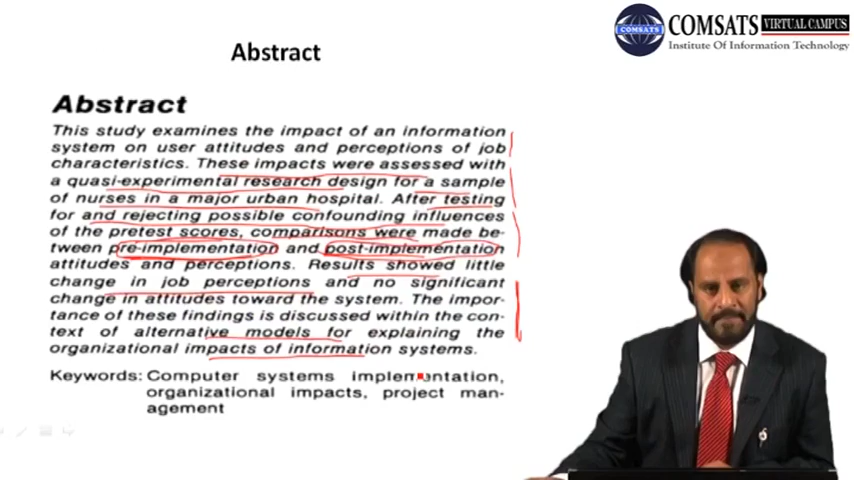 COMSATS
COMSATS VIRTUAL CAMPUS
Institute Of Information Technology
Abstract
Abstract
This study examines the impact of an information
system on user attitudes and perceptions of job
characteristics. These impacts were assessed with
a quasi-experimental research design for a sample
of nurses in a major urban hospital. After testing
for and rejecting possible confounding influences
of the pretest scores, comparisons were made be-
tween pre-implementation and post-implementation
attitudes and perceptions. Results showed little
change in job perceptions and no significant
change in attitudes toward the system. The impor-
tance of these findings is discussed within the con-
text of alternative models for explaining the
organizational impacts of information systems.
Keywords: Computer systems implementation,
organizational impacts, project man-
agement